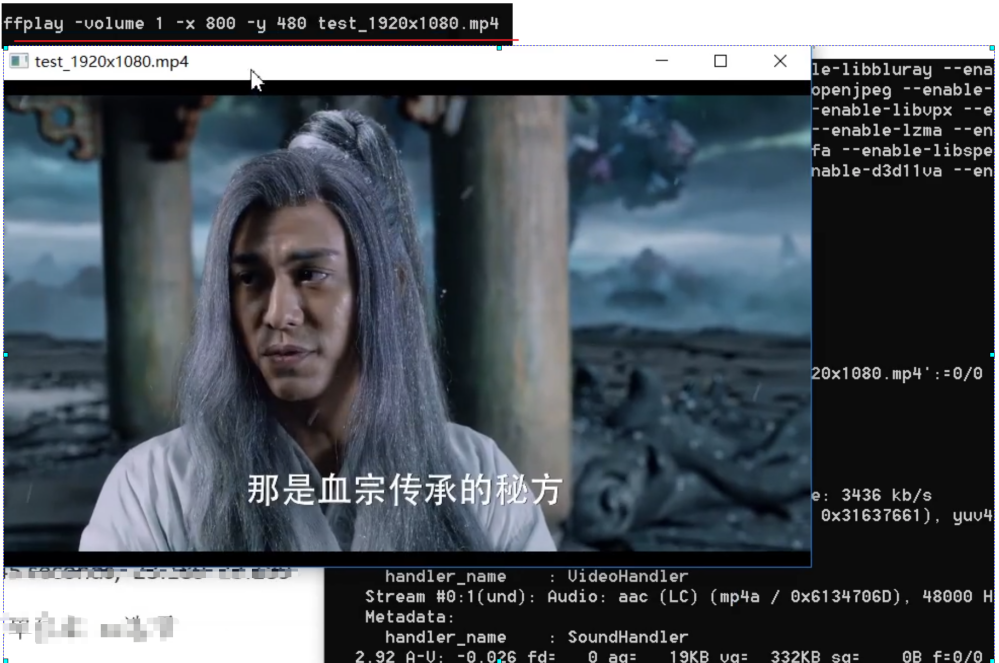 ffplay -volume 1 -x 800 -y 480 test_1920x1080.mp4
test_1920x1080.mp4
le-libbluray --ena
openjpeg --enable-
-enable-libvpx --e
--enable-lzma --en
fa --enable-libspe
nable-d3d11va --en
20x1080.mp4':=0/0
e: 3436 kb/s
0x31637661), yuv4
那是血宗传承的秘方
handler_name    : VideoHandler
Stream #0:1(und): Audio: aac (LC) (mp4a / 0x6134706D), 48000 H
Metadata:
handler_name    : SoundHandler
2.92 A-V: -0.026 fd=   0 aq=   19KB vq=  332KB sq=    0B f=0/0